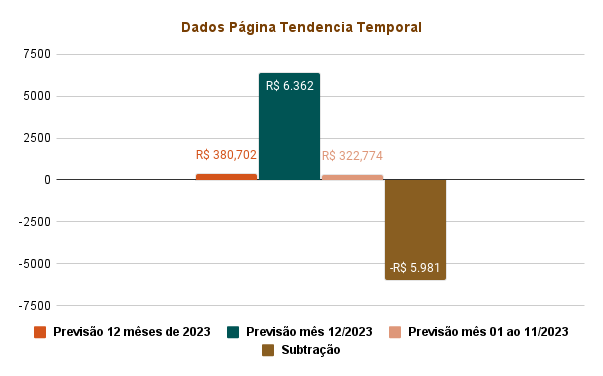 Dados Página Tendencia Temporal
7500
5000
2500
0
-2500
-5000
-7500
R$ 380,702
R$ 6.362
R$ 322,774
-R$ 5.981
Previsão 12 mêses de 2023
Previsão mês 12/2023
Previsão mês 01 ao 11/2023
Subtração